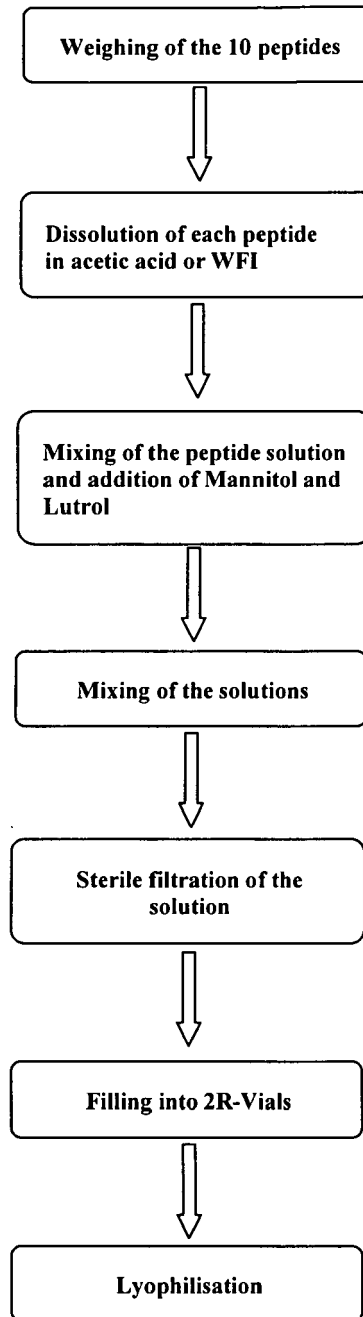 Weighing of the 10 peptides
Dissolution of each peptide
in acetic acid or WFI
Mixing of the peptide solution
and addition of Mannitol and
Lutrol
Mixing of the solutions
Sterile filtration of the
solution
Filling into 2R-Vials
Lyophilisation